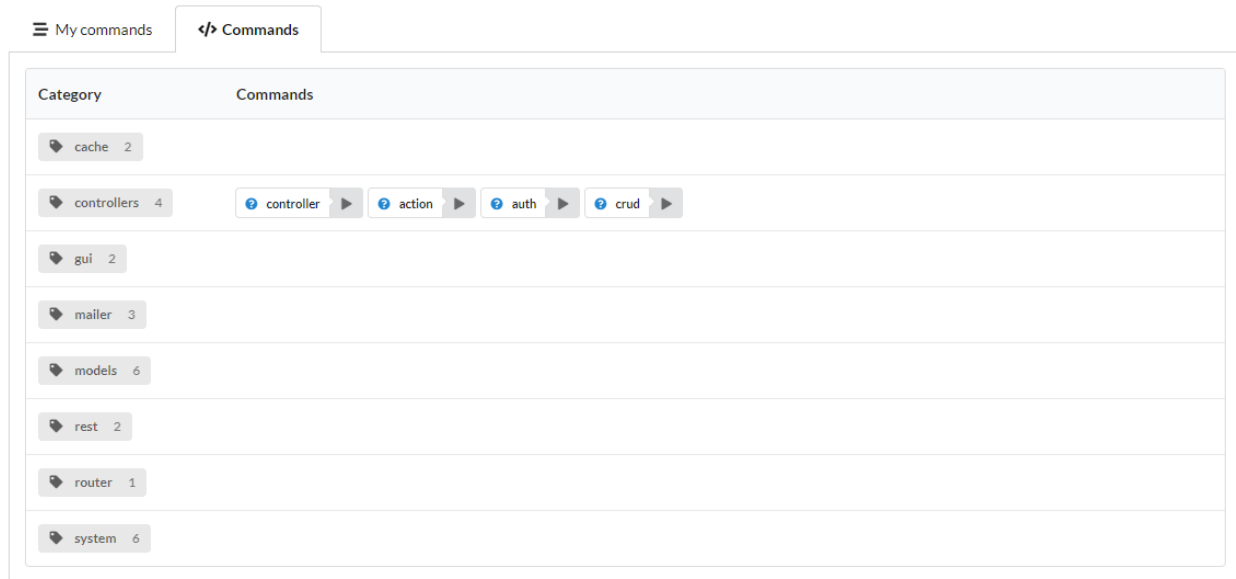 My commands </> Commands
Category Commands
cache 2
controllers 4 controller action auth crud
gui 2
mailer 3
models 6
rest 2
router 1
system 6